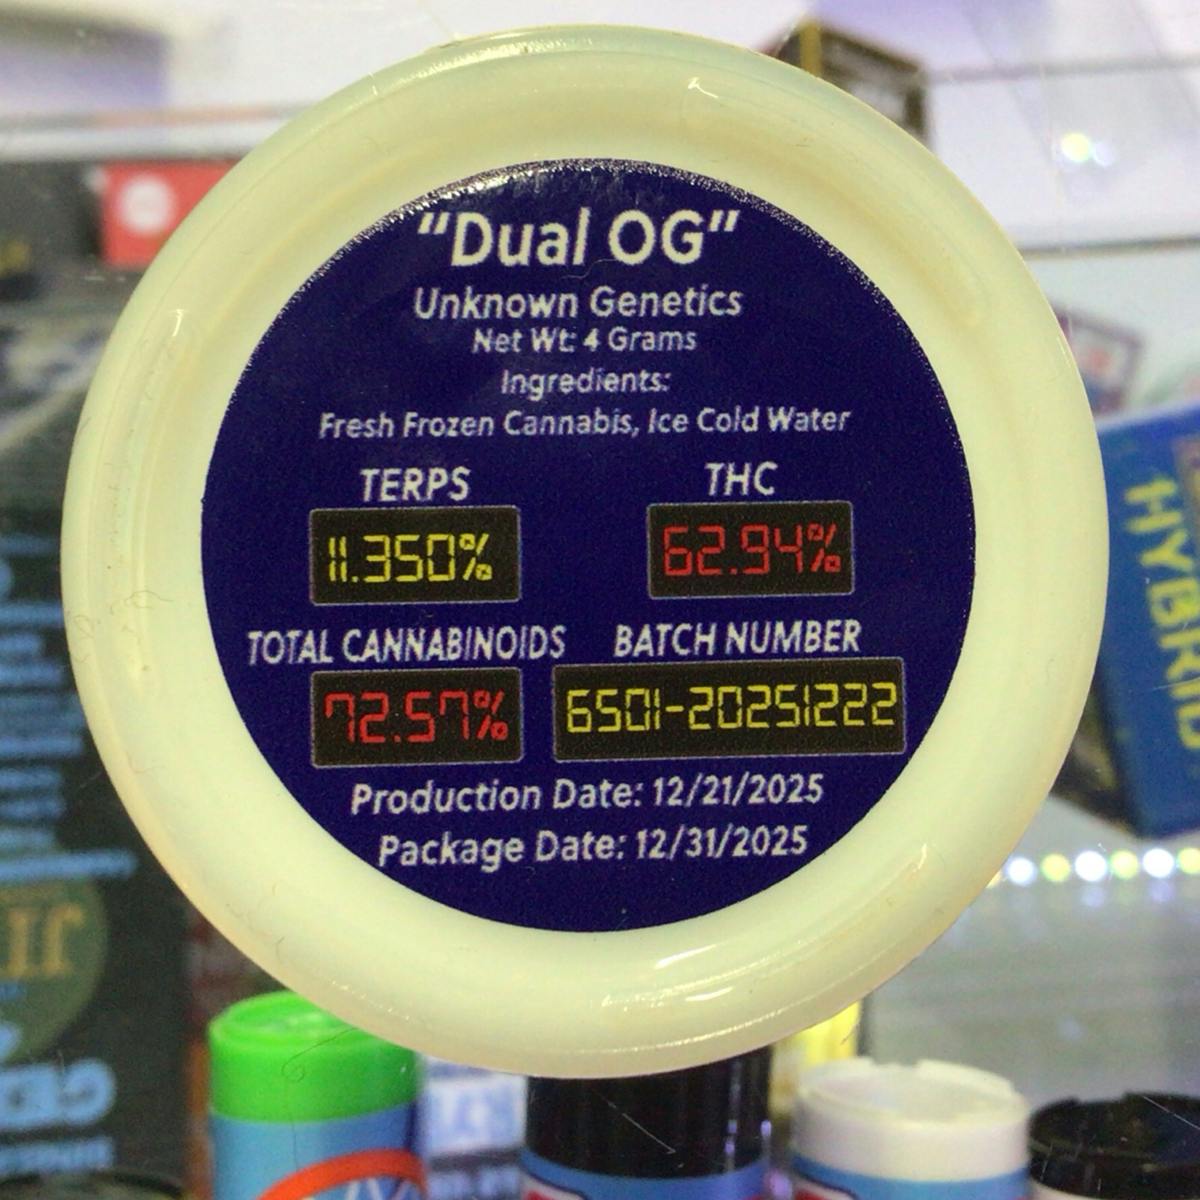 "Dual OG"
Unknown Genetics
Net Wt: 4 Grams
Ingredients:
Fresh Frozen Cannabis, Ice Cold Water
TERPS
THC
11.350%
62.94%
TOTAL CANNABINOIDS
BATCH NUMBER
72.57%
6501-20251222
Production Date: 12/21/2025
Package Date: 12/31/2025
HYBRID